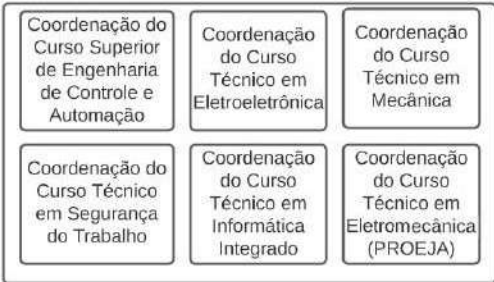 Coordenação do
Curso Superior
de Engenharia
de Controle e
Automação
Coordenação
do Curso
Técnico em
Eletroeletrônica
Coordenação
do Curso
Técnico em
Mecânica
Coordenação do
Curso Técnico
em Segurança
do Trabalho
Coordenação
do Curso
Técnico em
Informática
Integrado
Coordenação
do Curso
Técnico em
Eletromecânica
(PROEJA)